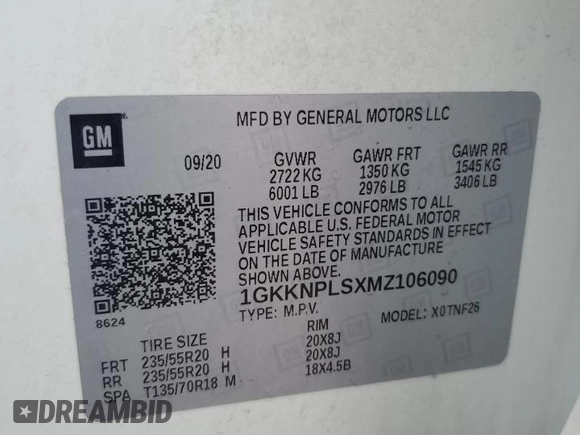 GM
MFD BY GENERAL MOTORS LLC
09/20 GVWR GAWR FRT GAWR RR
2722 KG 1350 KG 1545 KG
6001 LB 2976 LB 3406 LB
THIS VEHICLE CONFORMS TO ALL
APPLICABLE U.S. FEDERAL MOTOR
VEHICLE SAFETY STANDARDS IN EFFECT
ON THE DATE OF MANUFACTURE
SHOWN ABOVE.
1GKKNPLSXMZ106090
8624
TYPE: M.P.V. MODEL: X0TNF26
TIRE SIZE RIM
FRT 235/55R20 H 20X8J
RR 235/55R20 H 20X8J
SPA T135/70R18 M 18X4.5B
DREAMBID